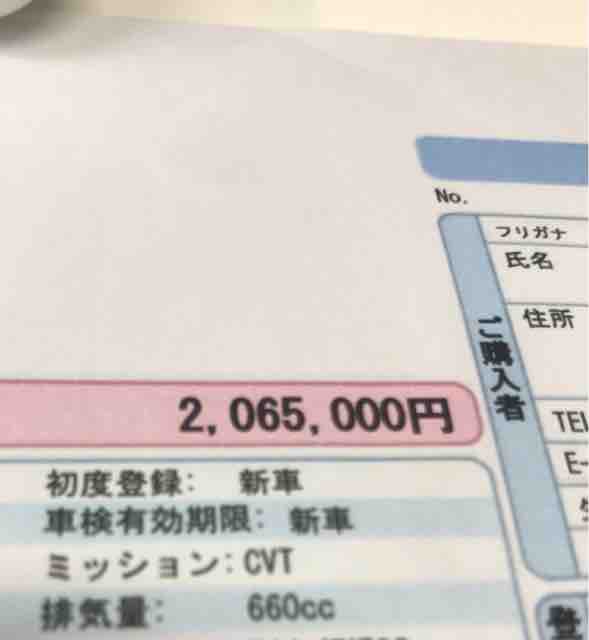 No.
フリガナ
氏名
住所
ご購入者
TEL
E-
2,065,000円
初度登録: 新車
車検有効期限: 新車
ミッション:CVT
排気量: 660cc